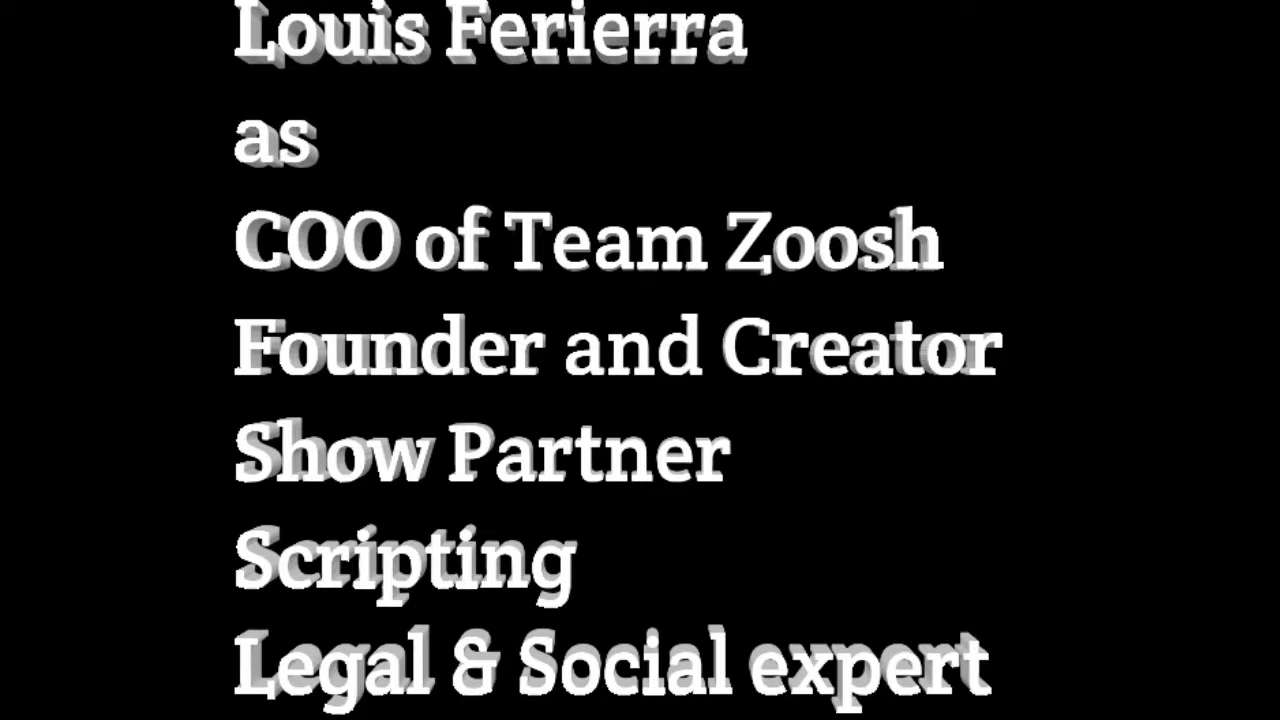 Louis Ferierra
as
COO of Team Zoosh
Founder and Creator
Show Partner
Scripting
Legal & Social expert